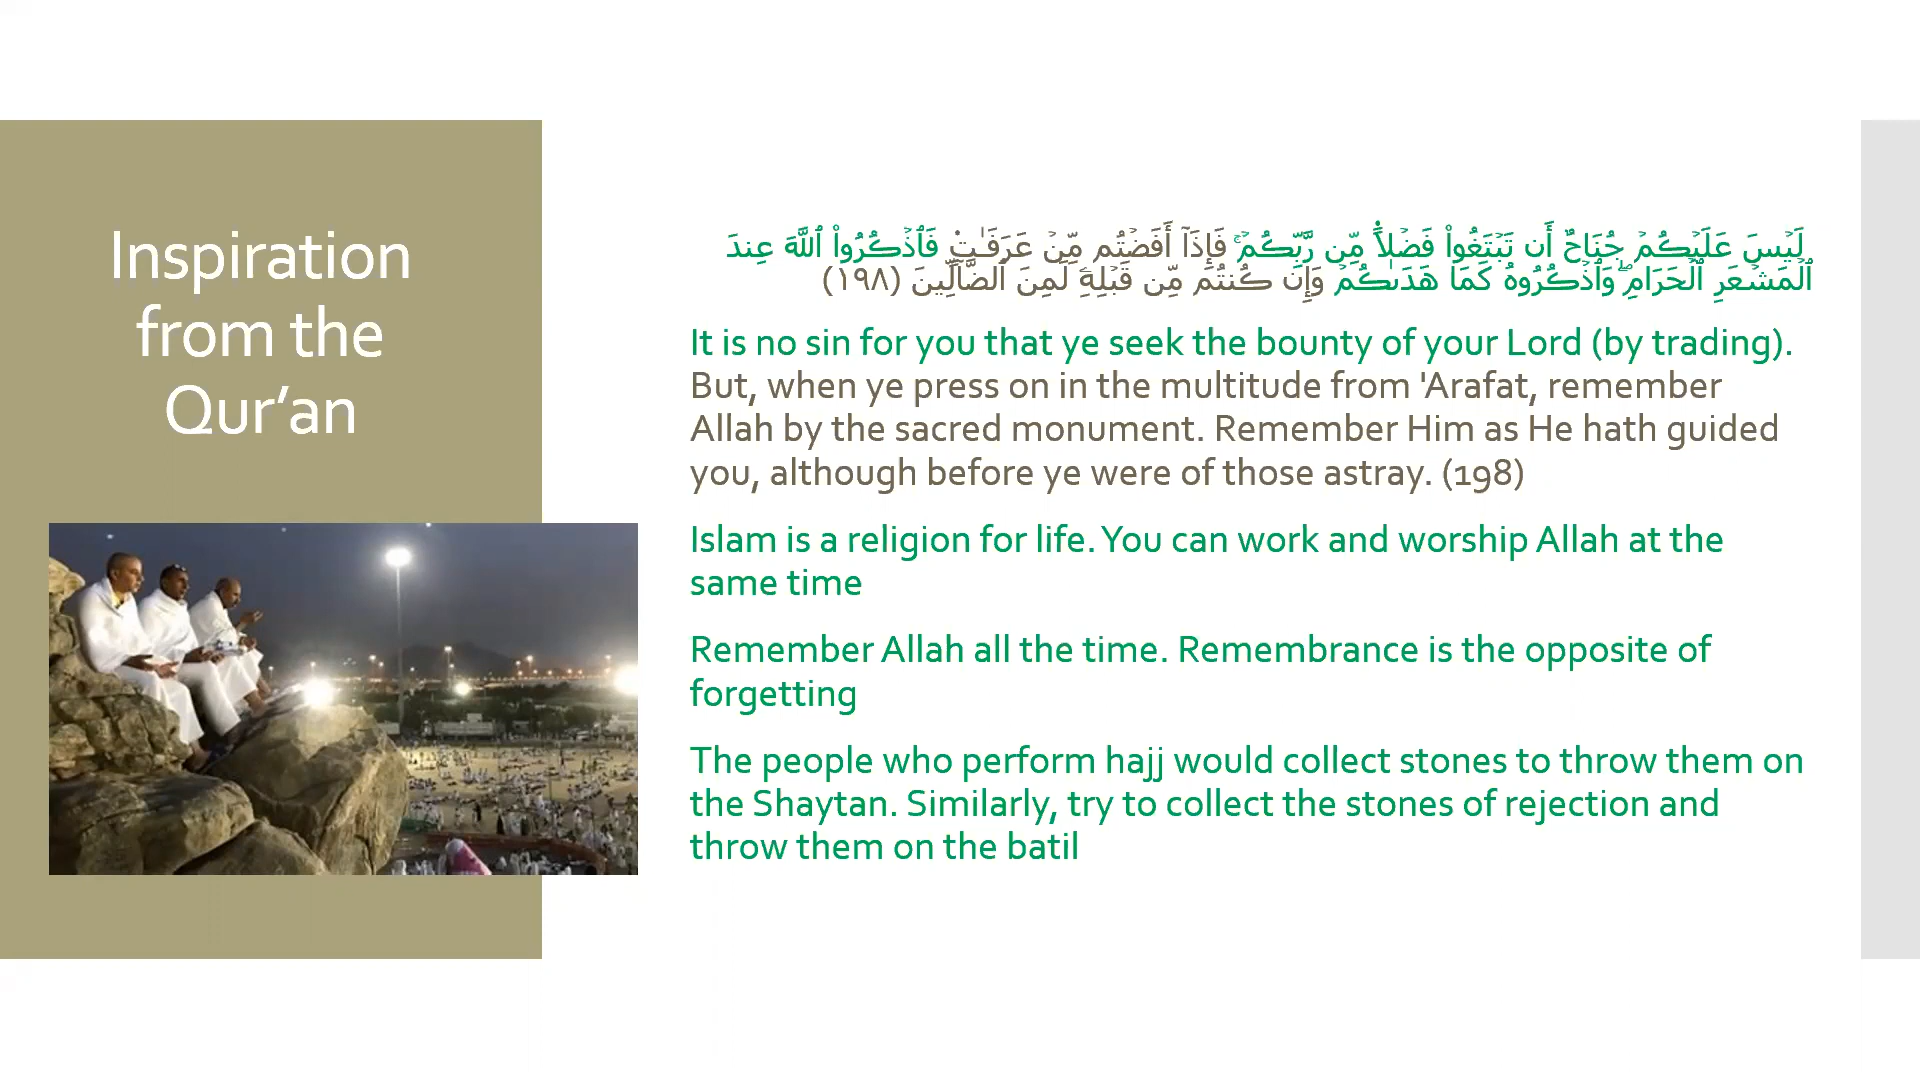 Inspiration
from the
Qur’an
لَيۡسَ عَلَيۡكُمۡ جُنَاحٌ أَن تَبۡتَغُواْ فَضۡلاً۬ مِّن رَّبِّڪُمۡ‌ۚ فَإِذَآ أَفَضۡتُم مِّنۡ عَرَفَـٰتٍ۬ فَٱذۡڪُرُواْ ٱللَّهَ عِندَ
ٱلۡمَشۡعَرِ ٱلۡحَرَامِ‌ۖ وَٱذۡڪُرُوهُ كَمَا هَدَٮٰڪُمۡ وَإِن ڪُنتُم مِّن قَبۡلِهِۦ لَمِنَ ٱلضَّآلِّينَ (١٩٨)
It is no sin for you that ye seek the bounty of your Lord (by trading).
But, when ye press on in the multitude from 'Arafat, remember
Allah by the sacred monument. Remember Him as He hath guided
you, although before ye were of those astray. (198)
Islam is a religion for life. You can work and worship Allah at the
same time
Remember Allah all the time. Remembrance is the opposite of
forgetting
The people who perform hajj would collect stones to throw them on
the Shaytan. Similarly, try to collect the stones of rejection and
throw them on the batil